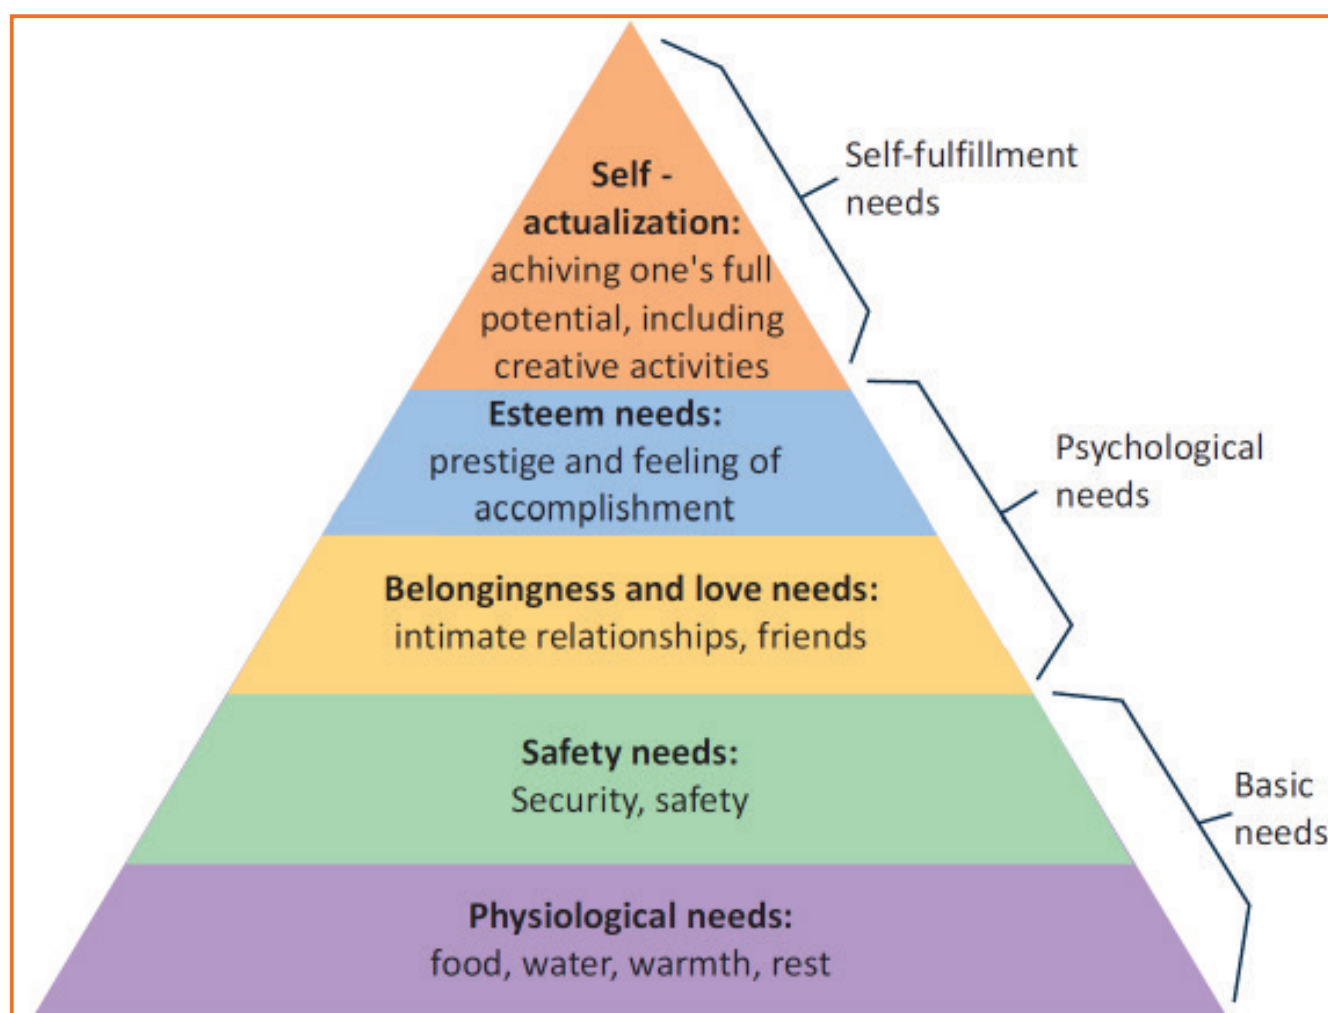 Self -
actualization:
achiving one's full
potential, including
creative activities
Self-fulfillment
needs
Esteem needs:
prestige and feeling of
accomplishment
Psychological
needs
Belongingness and love needs:
intimate relationships, friends
Safety needs:
Security, safety
Basic
needs
Physiological needs:
food, water, warmth, rest